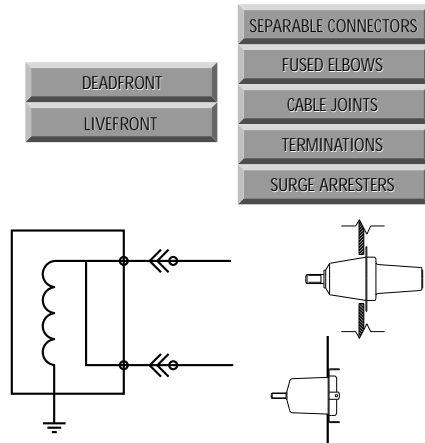 DEADFRONT
LIVEFRONT
SEPARABLE CONNECTORS
FUSED ELBOWS
CABLE JOINTS
TERMINATIONS
SURGE ARRESTERS